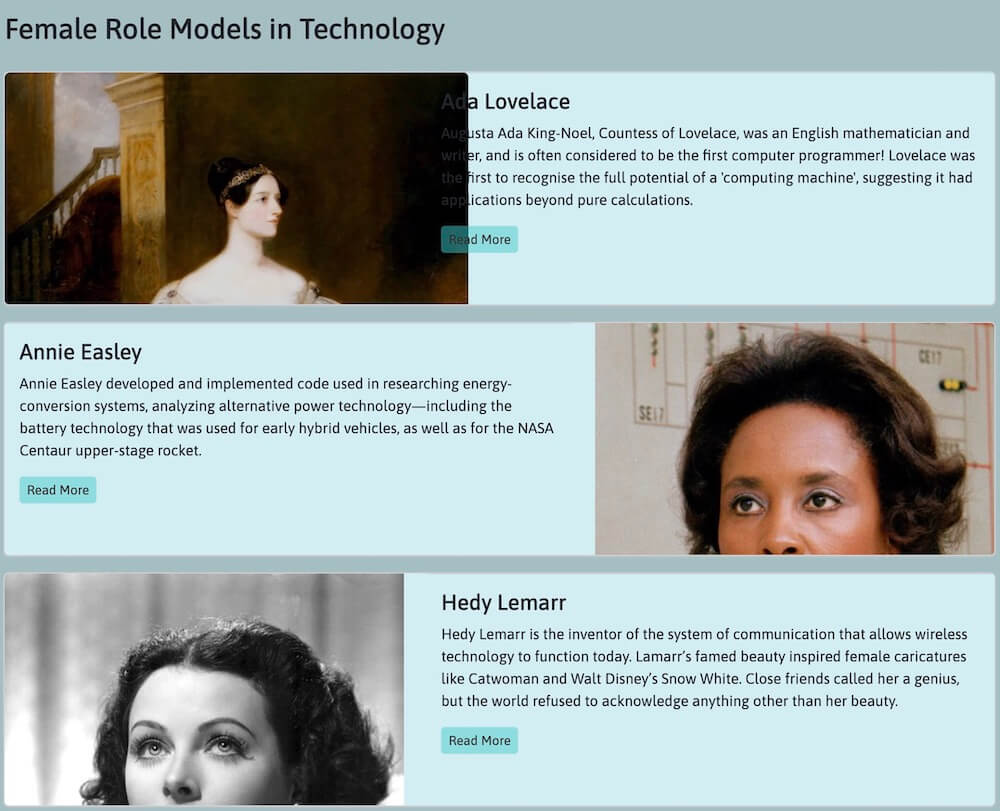 Female Role Models in Technology
Ada Lovelace
Augusta Ada King-Noel, Countess of Lovelace, was an English mathematician and
writer, and is often considered to be the first computer programmer! Lovelace was
the first to recognise the full potential of a 'computing machine', suggesting it had
applications beyond pure calculations.
Read More
Annie Easley
Annie Easley developed and implemented code used in researching energy-
conversion systems, analyzing alternative power technology—including the
battery technology that was used for early hybrid vehicles, as well as for the NASA
Centaur upper-stage rocket.
Read More
CE17
SE17
Hedy Lemarr
Hedy Lemarr is the inventor of the system of communication that allows wireless
technology to function today. Lamarr’s famed beauty inspired female caricatures
like Catwoman and Walt Disney’s Snow White. Close friends called her a genius,
but the world refused to acknowledge anything other than her beauty.
Read More